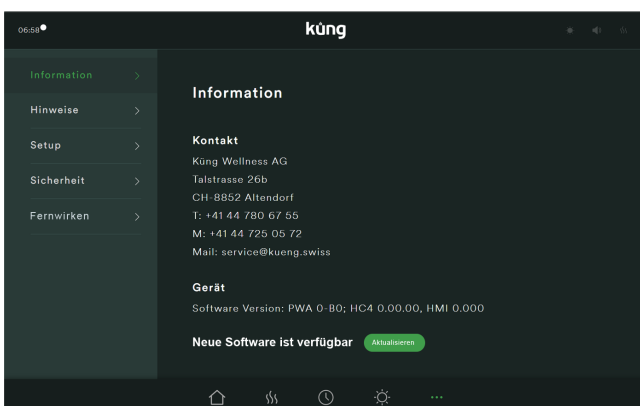 06:58
kûng
Information
Hinweise
Setup
Sicherheit
Fernwirken
Information
Kontakt
Küng Wellness AG
Talstrasse 26b
CH-8852 Altendorf
T: +41 44 780 67 55
M: +41 44 725 05 72
Mail: service@kueng.swiss
Gerät
Software Version: PWA 0-B0; HC4 0.00.00, HMI 0.000
Neue Software ist verfügbar Aktualisieren